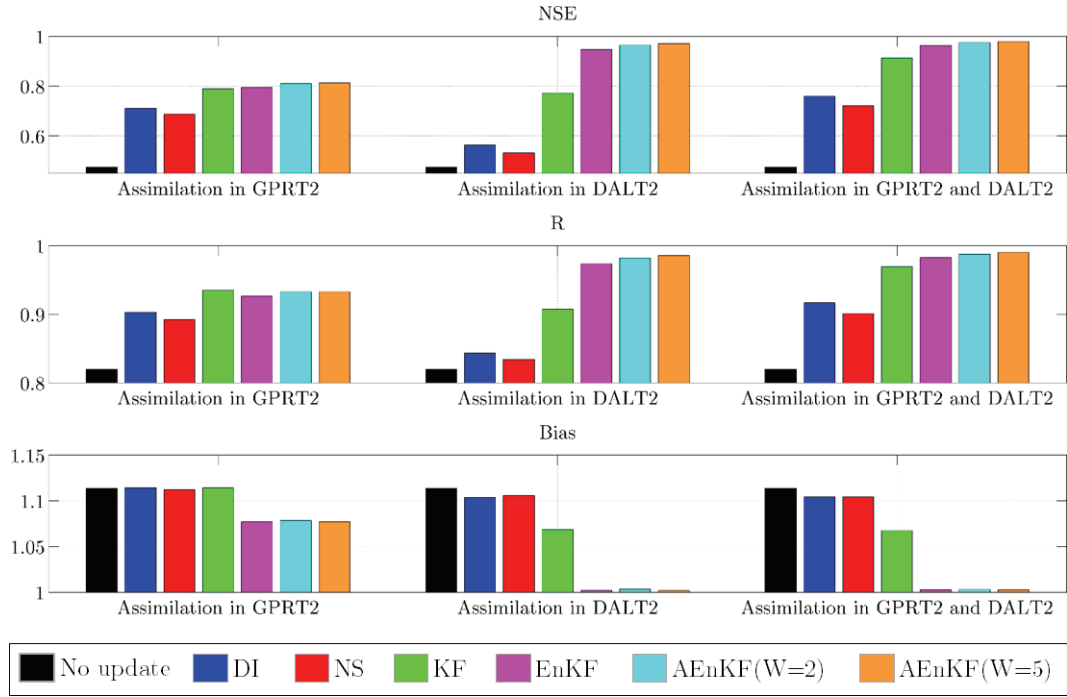 NSE
1
0.8
0.6
Assimilation in GPRT2 Assimilation in DALT2 Assimilation in GPRT2 and DALT2
R
1
0.9
0.8
Assimilation in GPRT2 Assimilation in DALT2 Assimilation in GPRT2 and DALT2
Bias
1.15
1.1
1.05
1
Assimilation in GPRT2 Assimilation in DALT2 Assimilation in GPRT2 and DALT2
No update DI NS KF EnKF AEnKF(W=2) AEnKF(W=5)